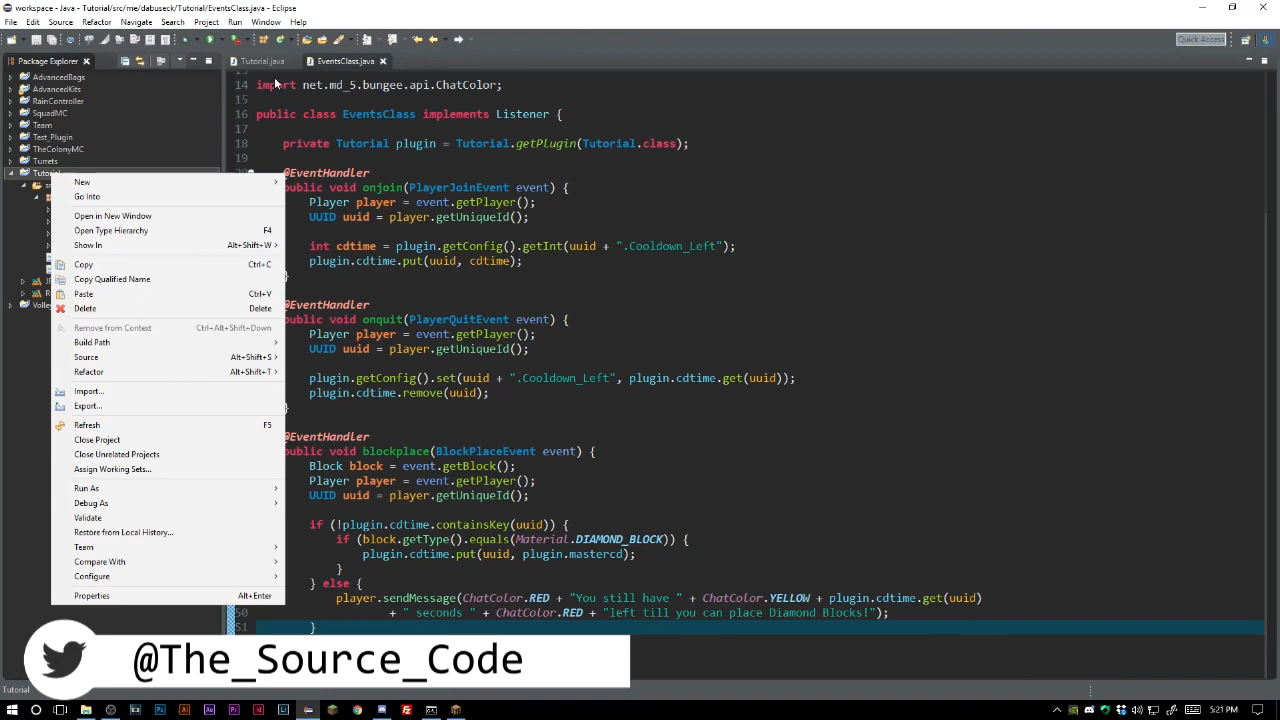 workspace - Java - Tutorial/src/me/dabuseck/EventsClass.java - Eclipse
File Edit Source Refactor Navigate Search Project Run Window Help
Quick Access
Package Explorer
Tutorial.java
EventsClass.java
AdvancedBags
AdvancedKits
RainController
SquadMC
Team
Test_Plugin
TheColonyMC
Turrets
Tutorial
New
Go Into
Open in New Window
Open Type Hierarchy F4
Show In Alt+Shift+W
Copy Ctrl+C
Copy Qualified Name
Paste Ctrl+V
Delete Delete
Remove from Context Ctrl+Alt+Shift+Down
Build Path
Source Alt+Shift+S
Refactor Alt+Shift+T
Import...
Export...
Refresh F5
Close Project
Close Unrelated Projects
Assign Working Sets...
Run As
Debug As
Validate
Restore from Local History...
Team
Compare With
Configure
Properties Alt+Enter
14 import net.md_5.bungee.api.ChatColor;
15
16 public class EventsClass implements Listener {
17
18 private Tutorial plugin = Tutorial.getPlugin(Tutorial.class);
19
@EventHandler
public void onjoin(PlayerJoinEvent event) {
Player player = event.getPlayer();
UUID uuid = player.getUniqueId();
int cdtime = plugin.getConfig().getInt(uuid + ".Cooldown_Left");
plugin.cdtime.put(uuid, cdtime);
}
@EventHandler
public void onquit(PlayerQuitEvent event) {
Player player = event.getPlayer();
UUID uuid = player.getUniqueId();
plugin.getConfig().set(uuid + ".Cooldown_Left", plugin.cdtime.get(uuid));
plugin.cdtime.remove(uuid);
}
@EventHandler
public void blockplace(BlockPlaceEvent event) {
Block block = event.getBlock();
Player player = event.getPlayer();
UUID uuid = player.getUniqueId();
if (!plugin.cdtime.containsKey(uuid)) {
if (block.getType().equals(Material.DIAMOND_BLOCK)) {
plugin.cdtime.put(uuid, plugin.mastercd);
}
} else {
player.sendMessage(ChatColor.RED + "You still have " + ChatColor.YELLOW + plugin.cdtime.get(uuid)
50 + " seconds " + ChatColor.RED + "left till you can place Diamond Blocks!");
51 }
@The_Source_Code
Tutorial
5:21 PM